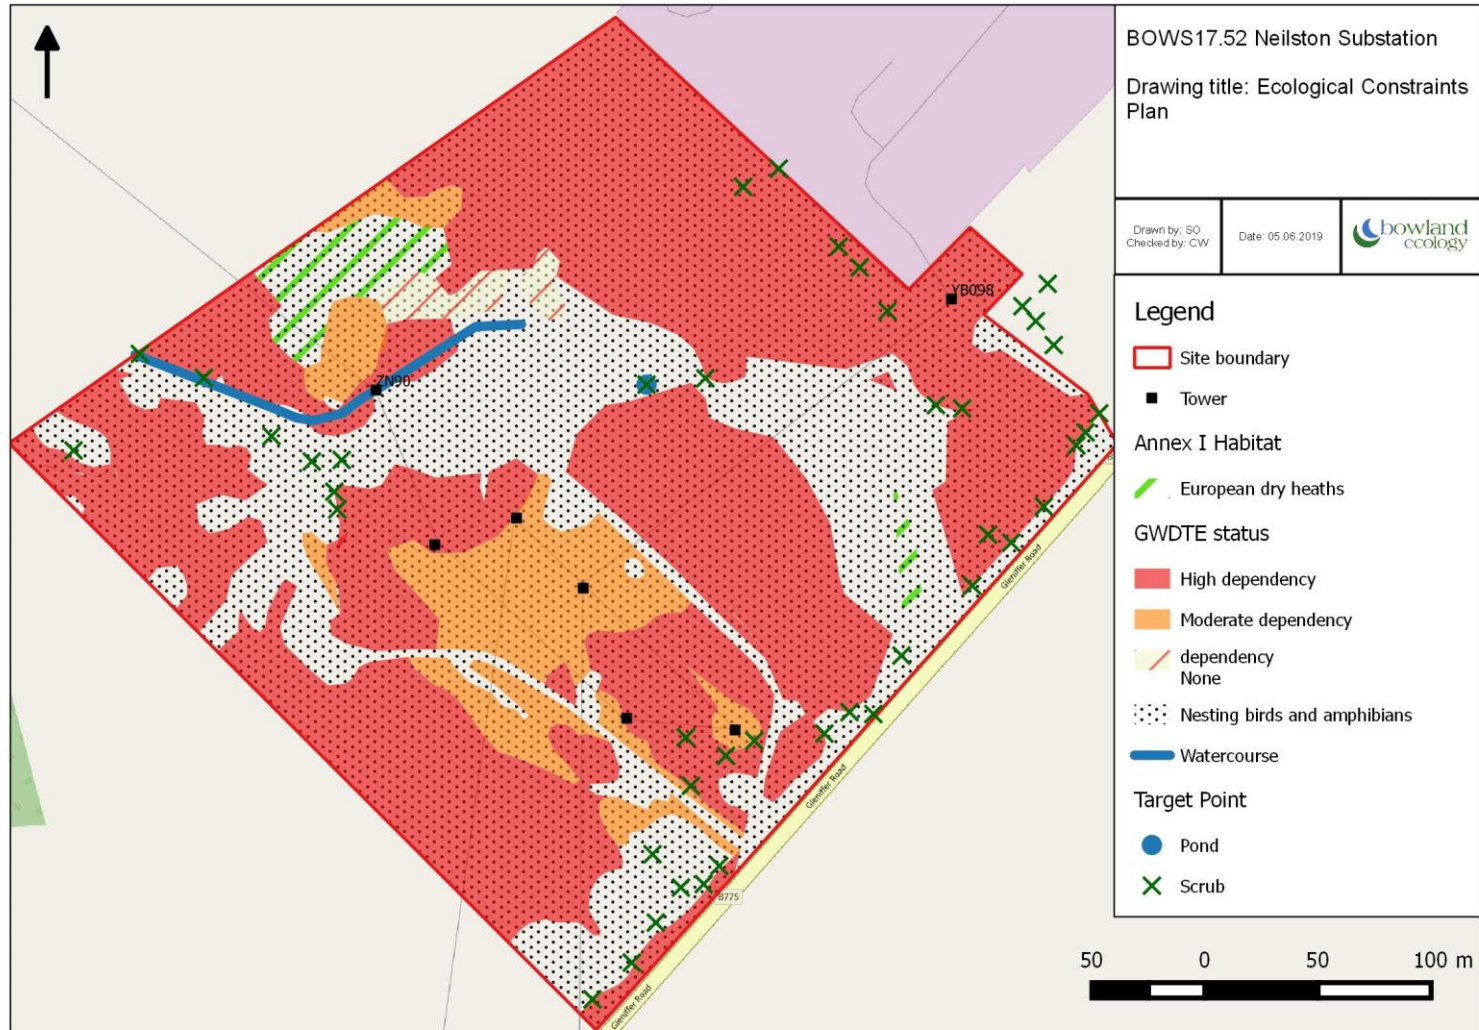 BOWS17.52 Neilston Substation
Drawing title: Ecological Constraints
Plan
Drawn by: SO
Checked by: CW
Date: 05.06.2019
bowland
ecology
Legend
Site boundary
Tower
Annex I Habitat
European dry heaths
GWDTE status
High dependency
Moderate dependency
dependency
None
Nesting birds and amphibians
Watercourse
Target Point
Pond
Scrub
50 0 50 100 m
YB098
ZN90
Gleniffer Road
Gleniffer Road
B775
Gleniffer Road